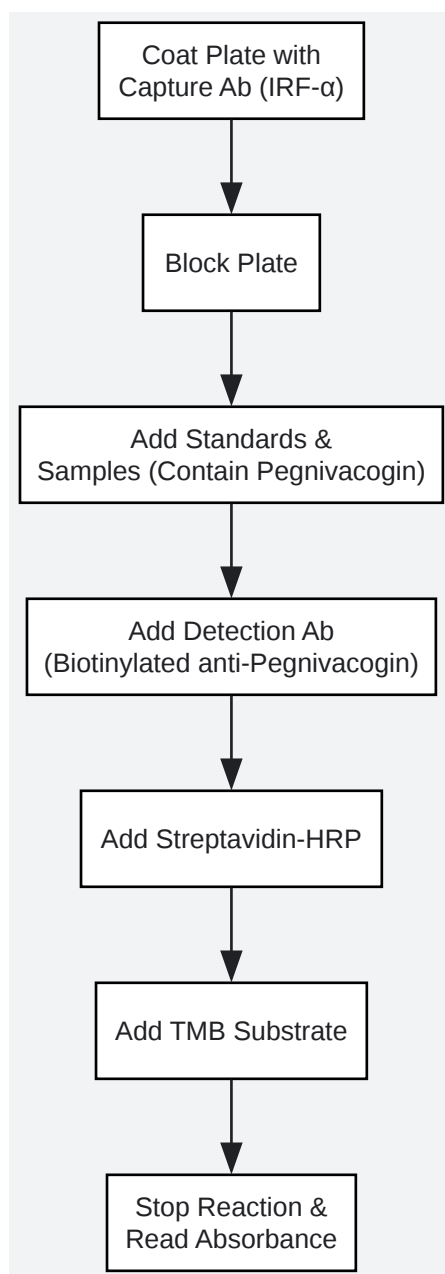 Coat Plate with
Capture Ab (IRF-α)
Block Plate
Add Standards &
Samples (Contain Pegnivacogin)
Add Detection Ab
(Biotinylated anti-Pegnivacogin)
Add Streptavidin-HRP
Add TMB Substrate
Stop Reaction &
Read Absorbance